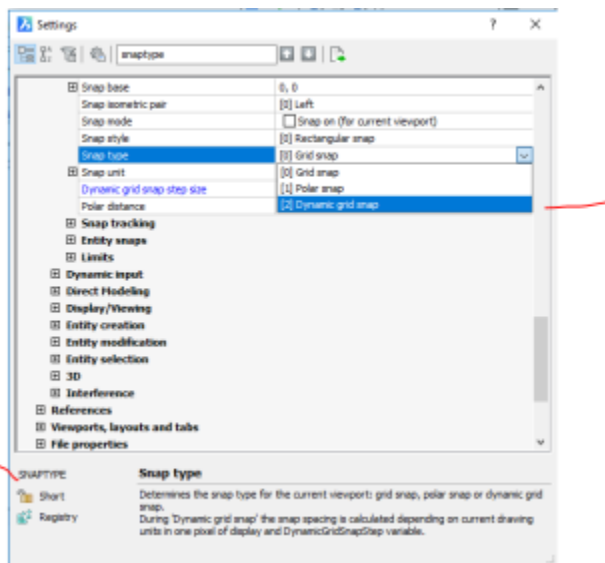 Settings
snaptype
Snap base 0, 0
Snap isometric pair [0] Left
Snap mode Snap on (for current viewport)
Snap style [0] Rectangular snap
Snap type [0] Grid snap
Snap unit [0] Grid snap
Dynamic grid snap step size [1] Polar snap
Polar distance [2] Dynamic grid snap
Snap tracking
Entity snaps
Limits
Dynamic input
Direct Modeling
Display/Viewing
Entity creation
Entity modification
Entity selection
3D
Interference
References
Viewports, layouts and tabs
File properties
SNAPTYPE
Short
Registry
Snap type
Determines the snap type for the current viewport: grid snap, polar snap or dynamic grid
snap.
During 'Dynamic grid snap' the snap spacing is calculated depending on current drawing
units in one pixel of display and DynamicGridSnapStep variable.